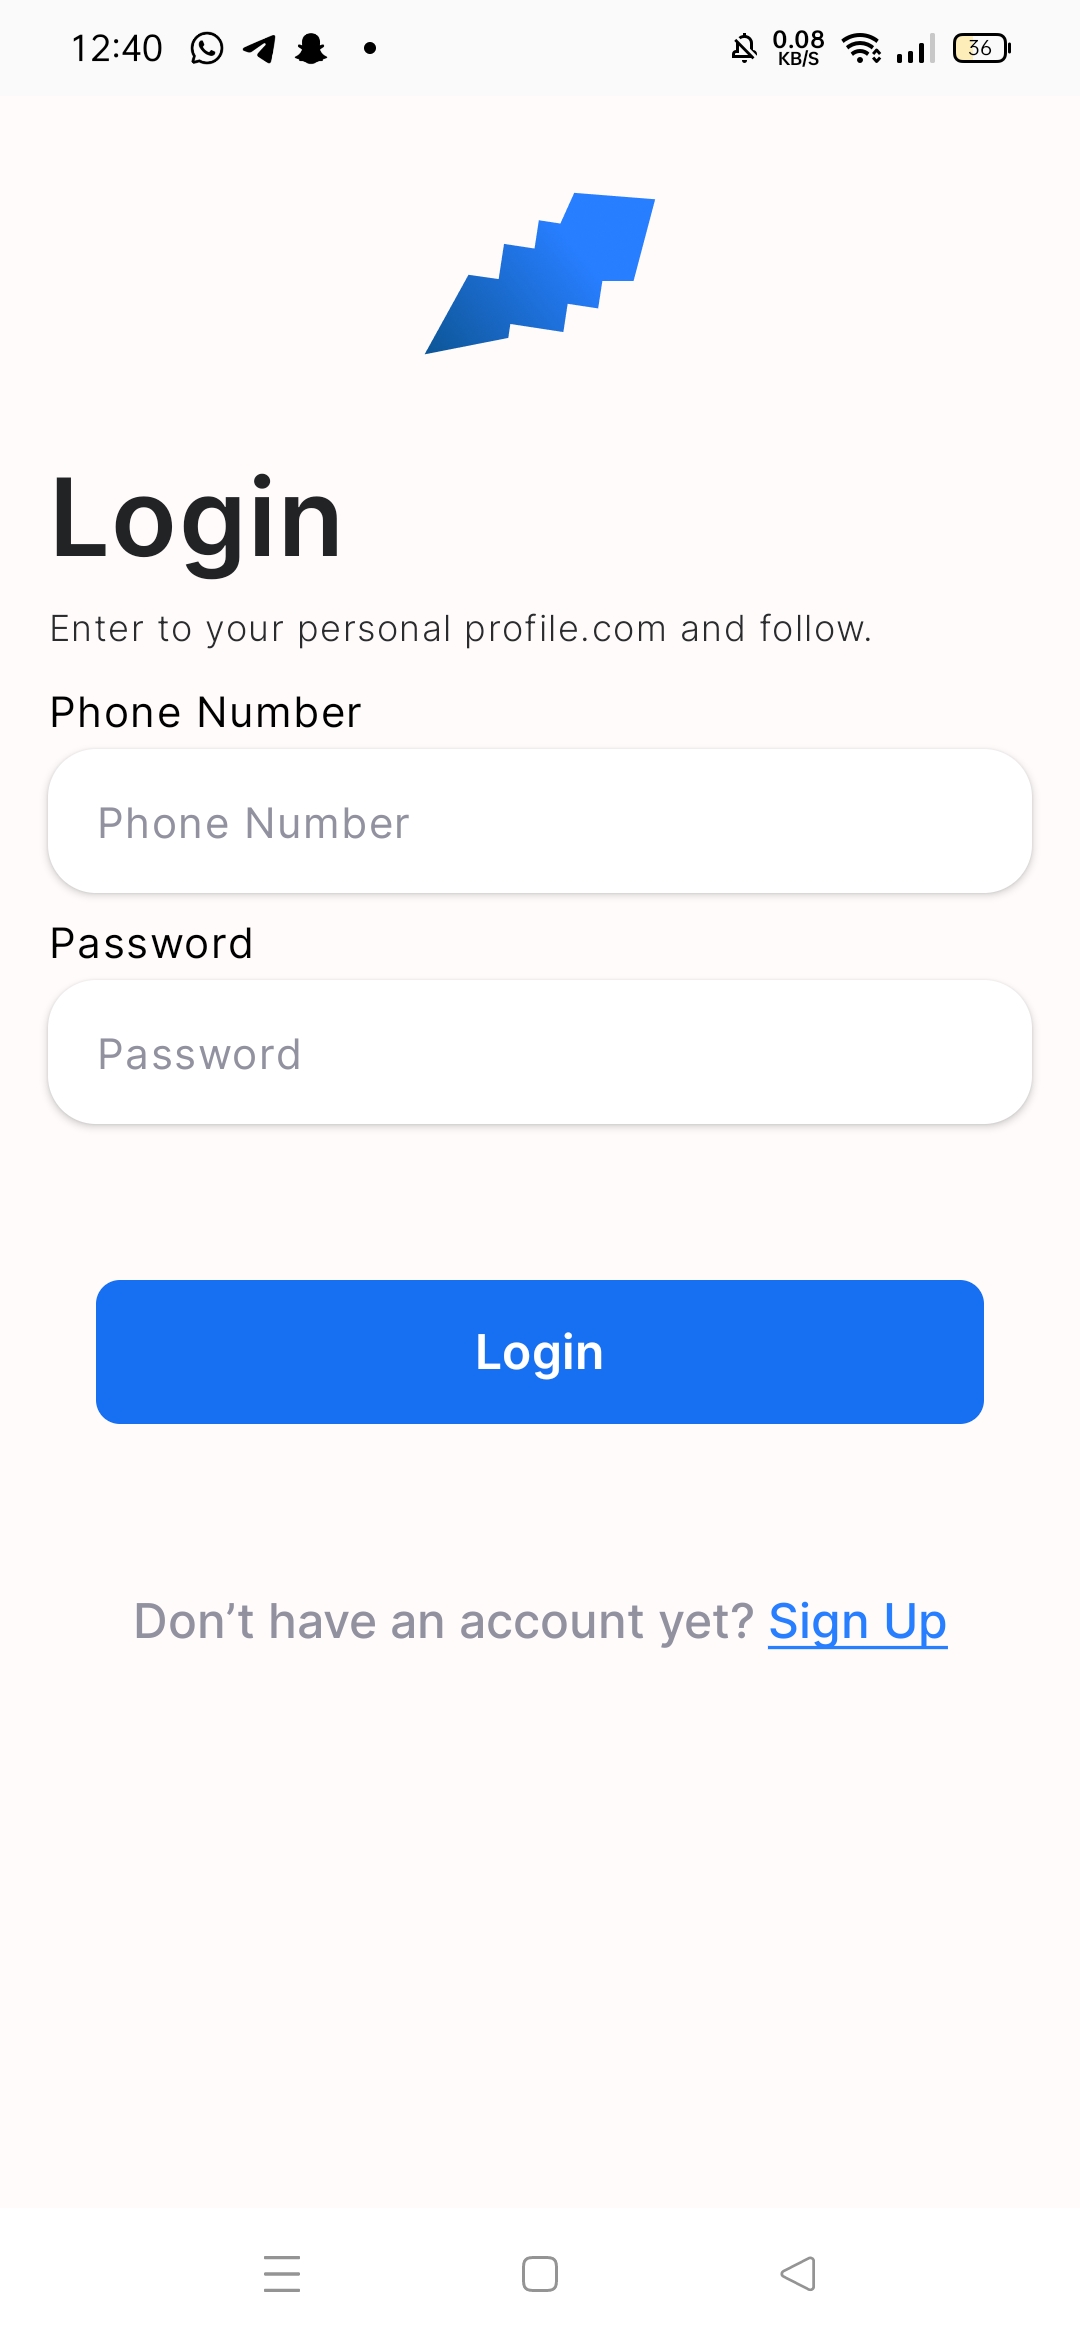 12:40
0.08
KB/S
36
Login
Enter to your personal profile.com and follow.
Phone Number
Phone Number
Password
Password
Login
Don’t have an account yet? Sign Up